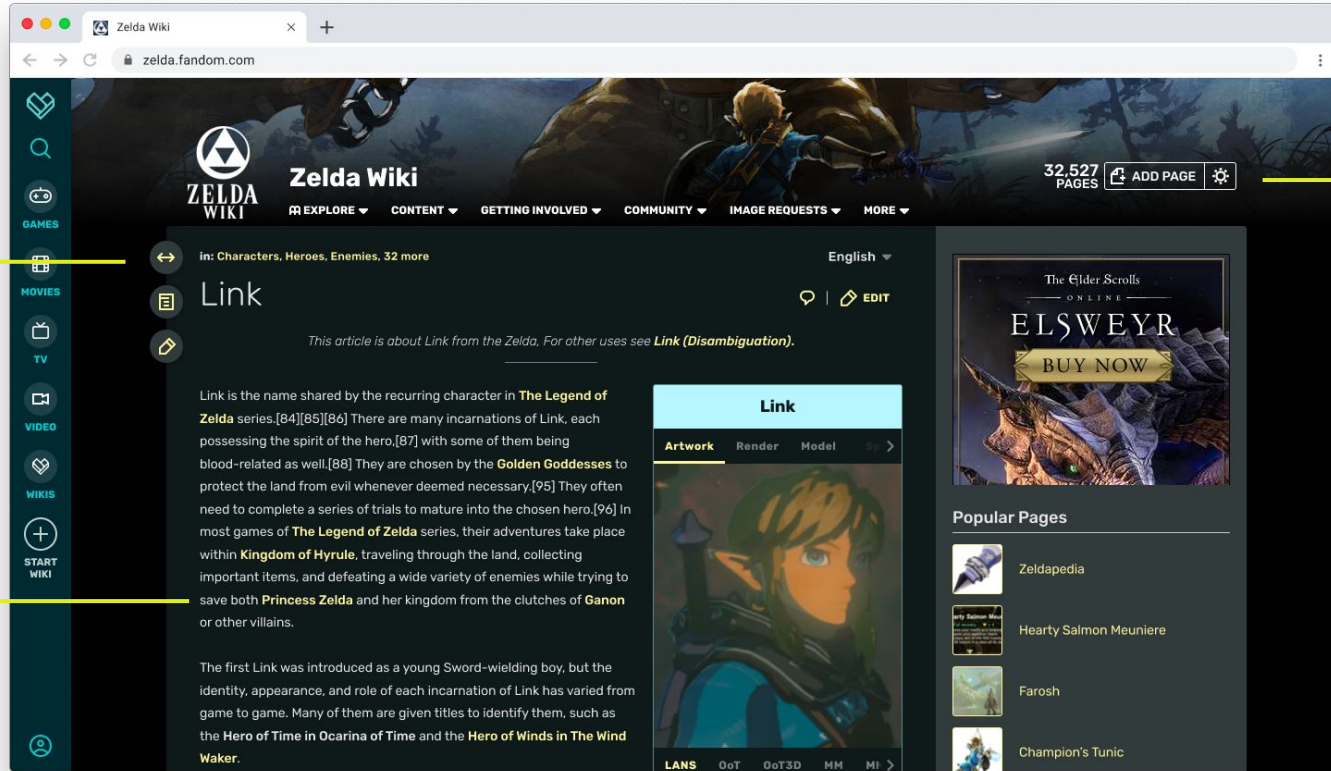 Zelda Wiki
zelda.fandom.com
GAMES
MOVIES
TV
VIDEO
WIKIS
START
WIKI
ZELDA
WIKI
Zelda Wiki
32,527
PAGES
ADD PAGE
EXPLORE
CONTENT
GETTING INVOLVED
COMMUNITY
IMAGE REQUESTS
MORE
in: Characters, Heroes, Enemies, 32 more
English
Link
EDIT
This article is about Link from the Zelda, For other uses see Link (Disambiguation).
Link is the name shared by the recurring character in The Legend of
Zelda series.[84][85][86] There are many incarnations of Link, each
possessing the spirit of the hero,[87] with some of them being
blood-related as well.[88] They are chosen by the Golden Goddesses to
protect the land from evil whenever deemed necessary.[95] They often
need to complete a series of trials to mature into the chosen hero.[96] In
most games of The Legend of Zelda series, their adventures take place
within Kingdom of Hyrule, traveling through the land, collecting
important items, and defeating a wide variety of enemies while trying to
save both Princess Zelda and her kingdom from the clutches of Ganon
or other villains.
The first Link was introduced as a young Sword-wielding boy, but the
identity, appearance, and role of each incarnation of Link has varied from
game to game. Many of them are given titles to identify them, such as
the Hero of Time in Ocarina of Time and the Hero of Winds in The Wind
Waker.
Link
Artwork Render Model
LANS OoT OoT3D MM
The Elder Scrolls
ONLINE
ELSWEYR
BUY NOW
Popular Pages
Zeldapedia
Hearty Salmon Meuniere
Farosh
Champion's Tunic